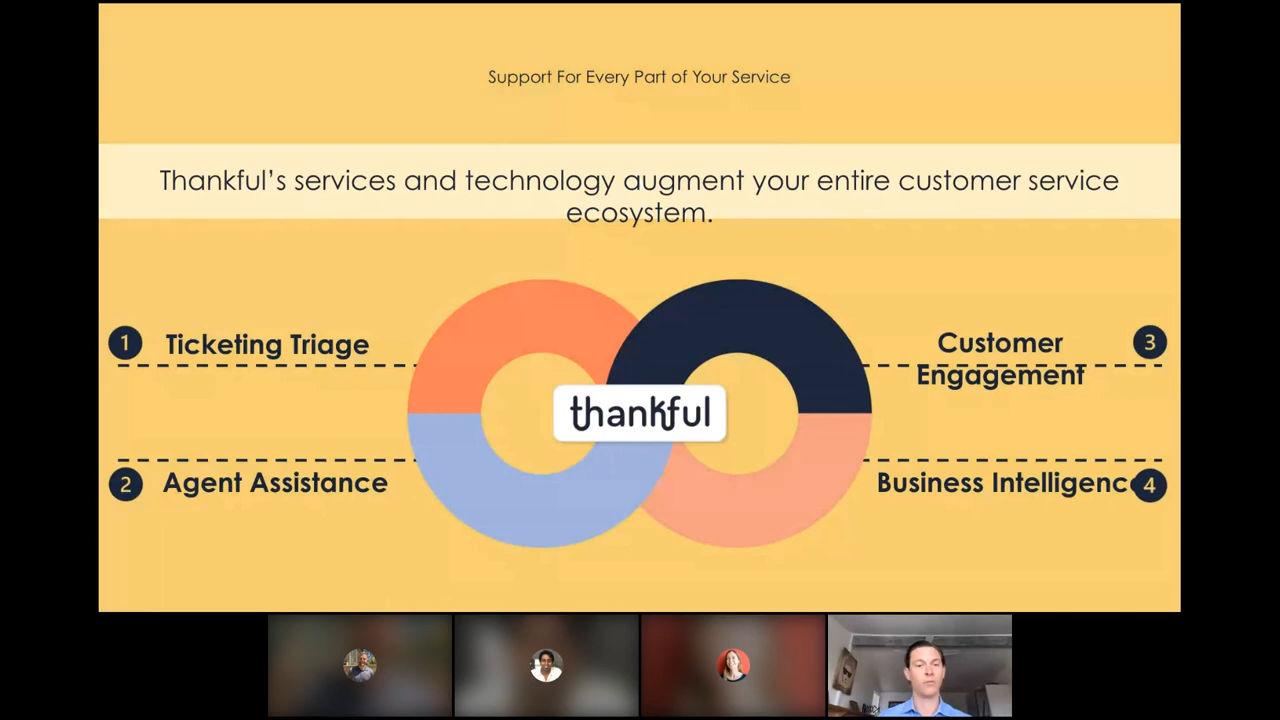 Support For Every Part of Your Service
Thankful's services and technology augment your entire customer service
ecosystem.
1 Ticketing Triage
Customer 3
Engagement
thankful
2 Agent Assistance
Business Intelligenc 4